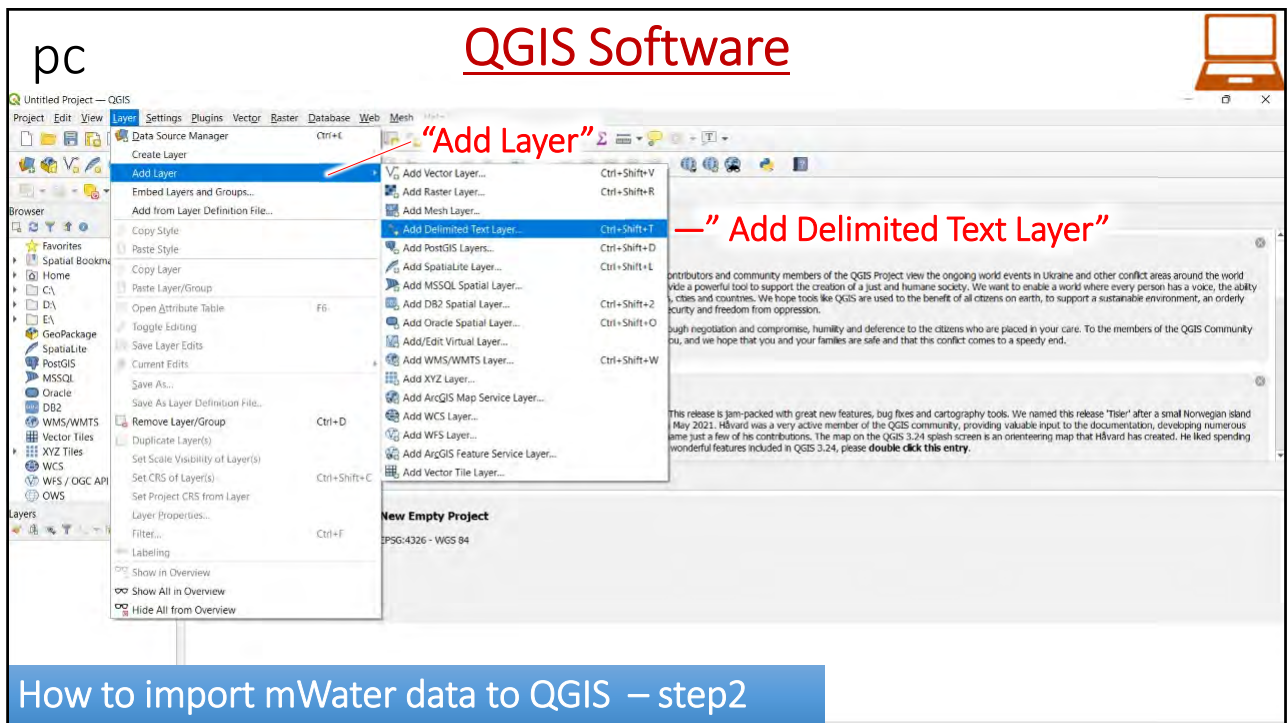 pc
QGIS Software
Untitled Project — QGIS
Project Edit View Layer Settings Plugins Vector Raster Database Web Mesh
Data Source Manager Ctrl+L
Create Layer
Add Layer
Embed Layers and Groups...
Add from Layer Definition File...
Copy Style
Paste Style
Copy Layer
Paste Layer/Group
Open Attribute Table F6
Toggle Editing
Save Layer Edits
Current Edits
Save As...
Save As Layer Definition File...
Remove Layer/Group Ctrl+D
Duplicate Layer(s)
Set Scale Visibility of Layer(s)
Set CRS of Layer(s) Ctrl+Shift+C
Set Project CRS from Layer
Layer Properties...
Filter... Ctrl+F
Labeling
Show in Overview
Show All in Overview
Hide All from Overview
“Add Layer”
Add Vector Layer... Ctrl+Shift+V
Add Raster Layer... Ctrl+Shift+R
Add Mesh Layer...
Add Delimited Text Layer... Ctrl+Shift+T
Add PostGIS Layers... Ctrl+Shift+D
Add SpatiaLite Layer... Ctrl+Shift+L
Add MSSQL Spatial Layer...
Add DB2 Spatial Layer... Ctrl+Shift+2
Add Oracle Spatial Layer... Ctrl+Shift+O
Add/Edit Virtual Layer...
Add WMS/WMTS Layer... Ctrl+Shift+W
Add XYZ Layer...
Add ArcGIS Map Service Layer...
Add WCS Layer...
Add WFS Layer...
Add ArcGIS Feature Service Layer...
Add Vector Tile Layer...
” Add Delimited Text Layer”
Browser
Favorites
Spatial Bookma
Home
C:\
D:\
E:\
GeoPackage
SpatiaLite
PostGIS
MSSQL
Oracle
DB2
WMS/WMTS
Vector Tiles
XYZ Tiles
WCS
WFS / OGC API
OWS
Layers
ontributors and community members of the QGIS Project view the ongoing world events in Ukraine and other conflict areas around the world
vide a powerful tool to support the creation of a just and humane society. We want to enable a world where every person has a voice, the ability
, cities and countries. We hope tools like QGIS are used to the benefit of all citizens on earth, to support a sustainable environment, an orderly
ecurity and freedom from oppression.
ough negotiation and compromise, humility and deference to the citizens who are placed in your care. To the members of the QGIS Community
ou, and we hope that you and your families are safe and that this conflict comes to a speedy end.
This release is jam-packed with great new features, bug fixes and cartography tools. We named this release 'Tisler' after a small Norwegian island
May 2021. Håvard was a very active member of the QGIS community, providing valuable input to the documentation, developing numerous
ame just a few of his contributions. The map on the QGIS 3.24 splash screen is an orienteering map that Håvard has created. He liked spending
wonderful features included in QGIS 3.24, please double click this entry.
New Empty Project
EPSG:4326 - WGS 84
How to import mWater data to QGIS – step2